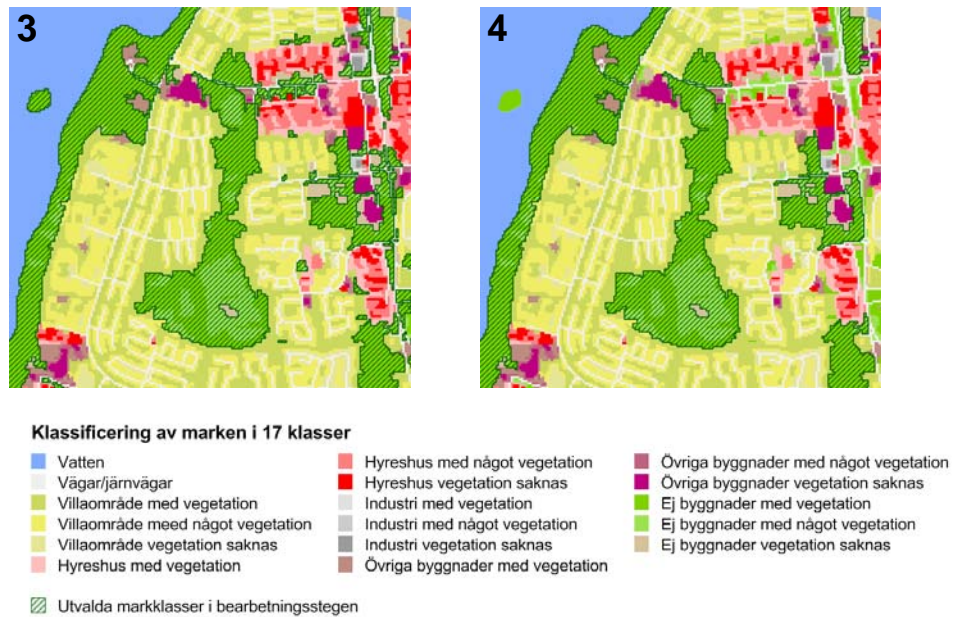 3
4
Klassificering av marken i 17 klasser
Vatten
Vägar/järnvägar
Villaområde med vegetation
Villaområde meed något vegetation
Villaområde vegetation saknas
Hyreshus med vegetation
Hyreshus med något vegetation
Hyreshus vegetation saknas
Industri med vegetation
Industri med något vegetation
Industri vegetation saknas
Övriga byggnader med vegetation
Övriga byggnader med något vegetation
Övriga byggnader vegetation saknas
Ej byggnader med vegetation
Ej byggnader med något vegetation
Ej byggnader vegetation saknas
Utvalda markklasser i bearbetningsstegen